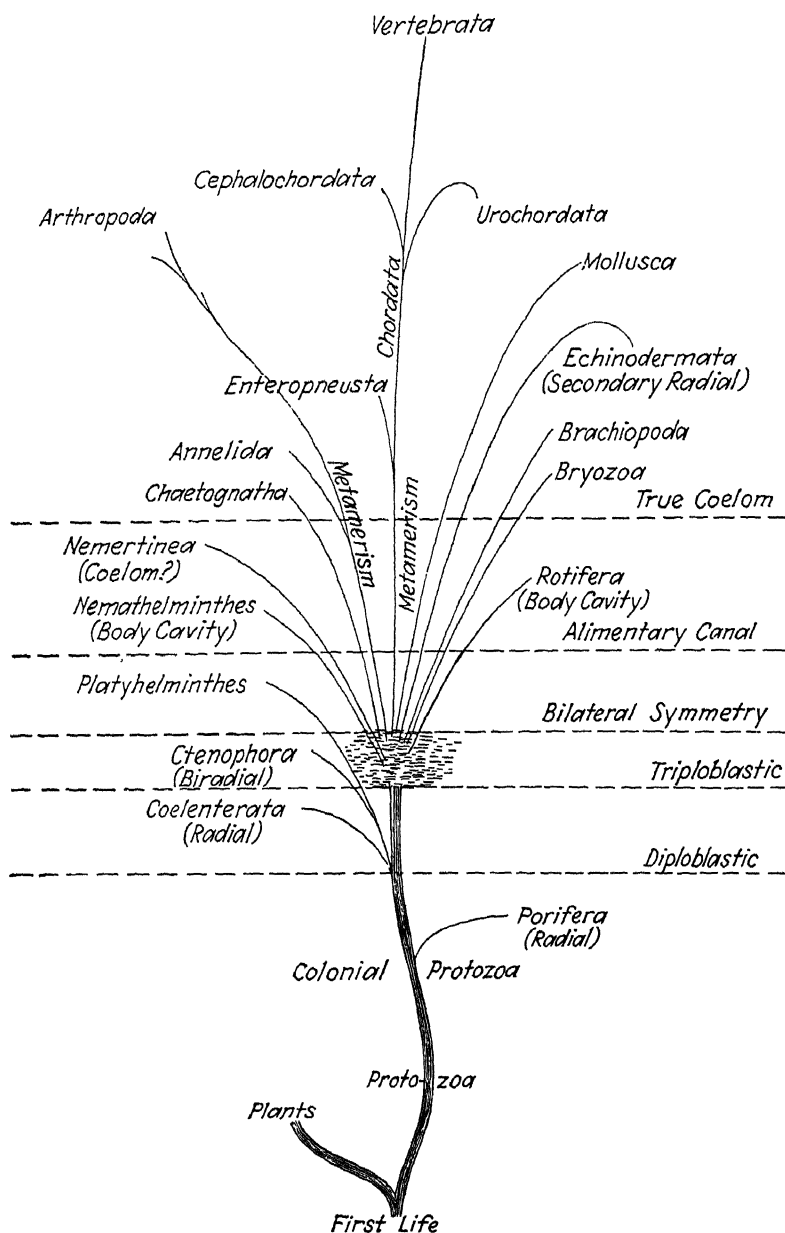 Vertebrata
Cephalochordata
Urochordata
Arthropoda
Mollusca
Chordata
Echinodermata
(Secondary Radial)
Enteropneusta
Brachiopoda
Annelida
Bryozoa
Chaetognatha
Metamerism
Metamerism
True Coelom
Nemertinea
(Coelom?)
Rotifera
(Body Cavity)
Nemathelminthes
(Body Cavity)
Alimentary Canal
Platyhelminthes
Bilateral Symmetry
Ctenophora
(Biradial)
Triploblastic
Coelenterata
(Radial)
Diploblastic
Porifera
(Radial)
Colonial Protozoa
Proto-zoa
Plants
First Life